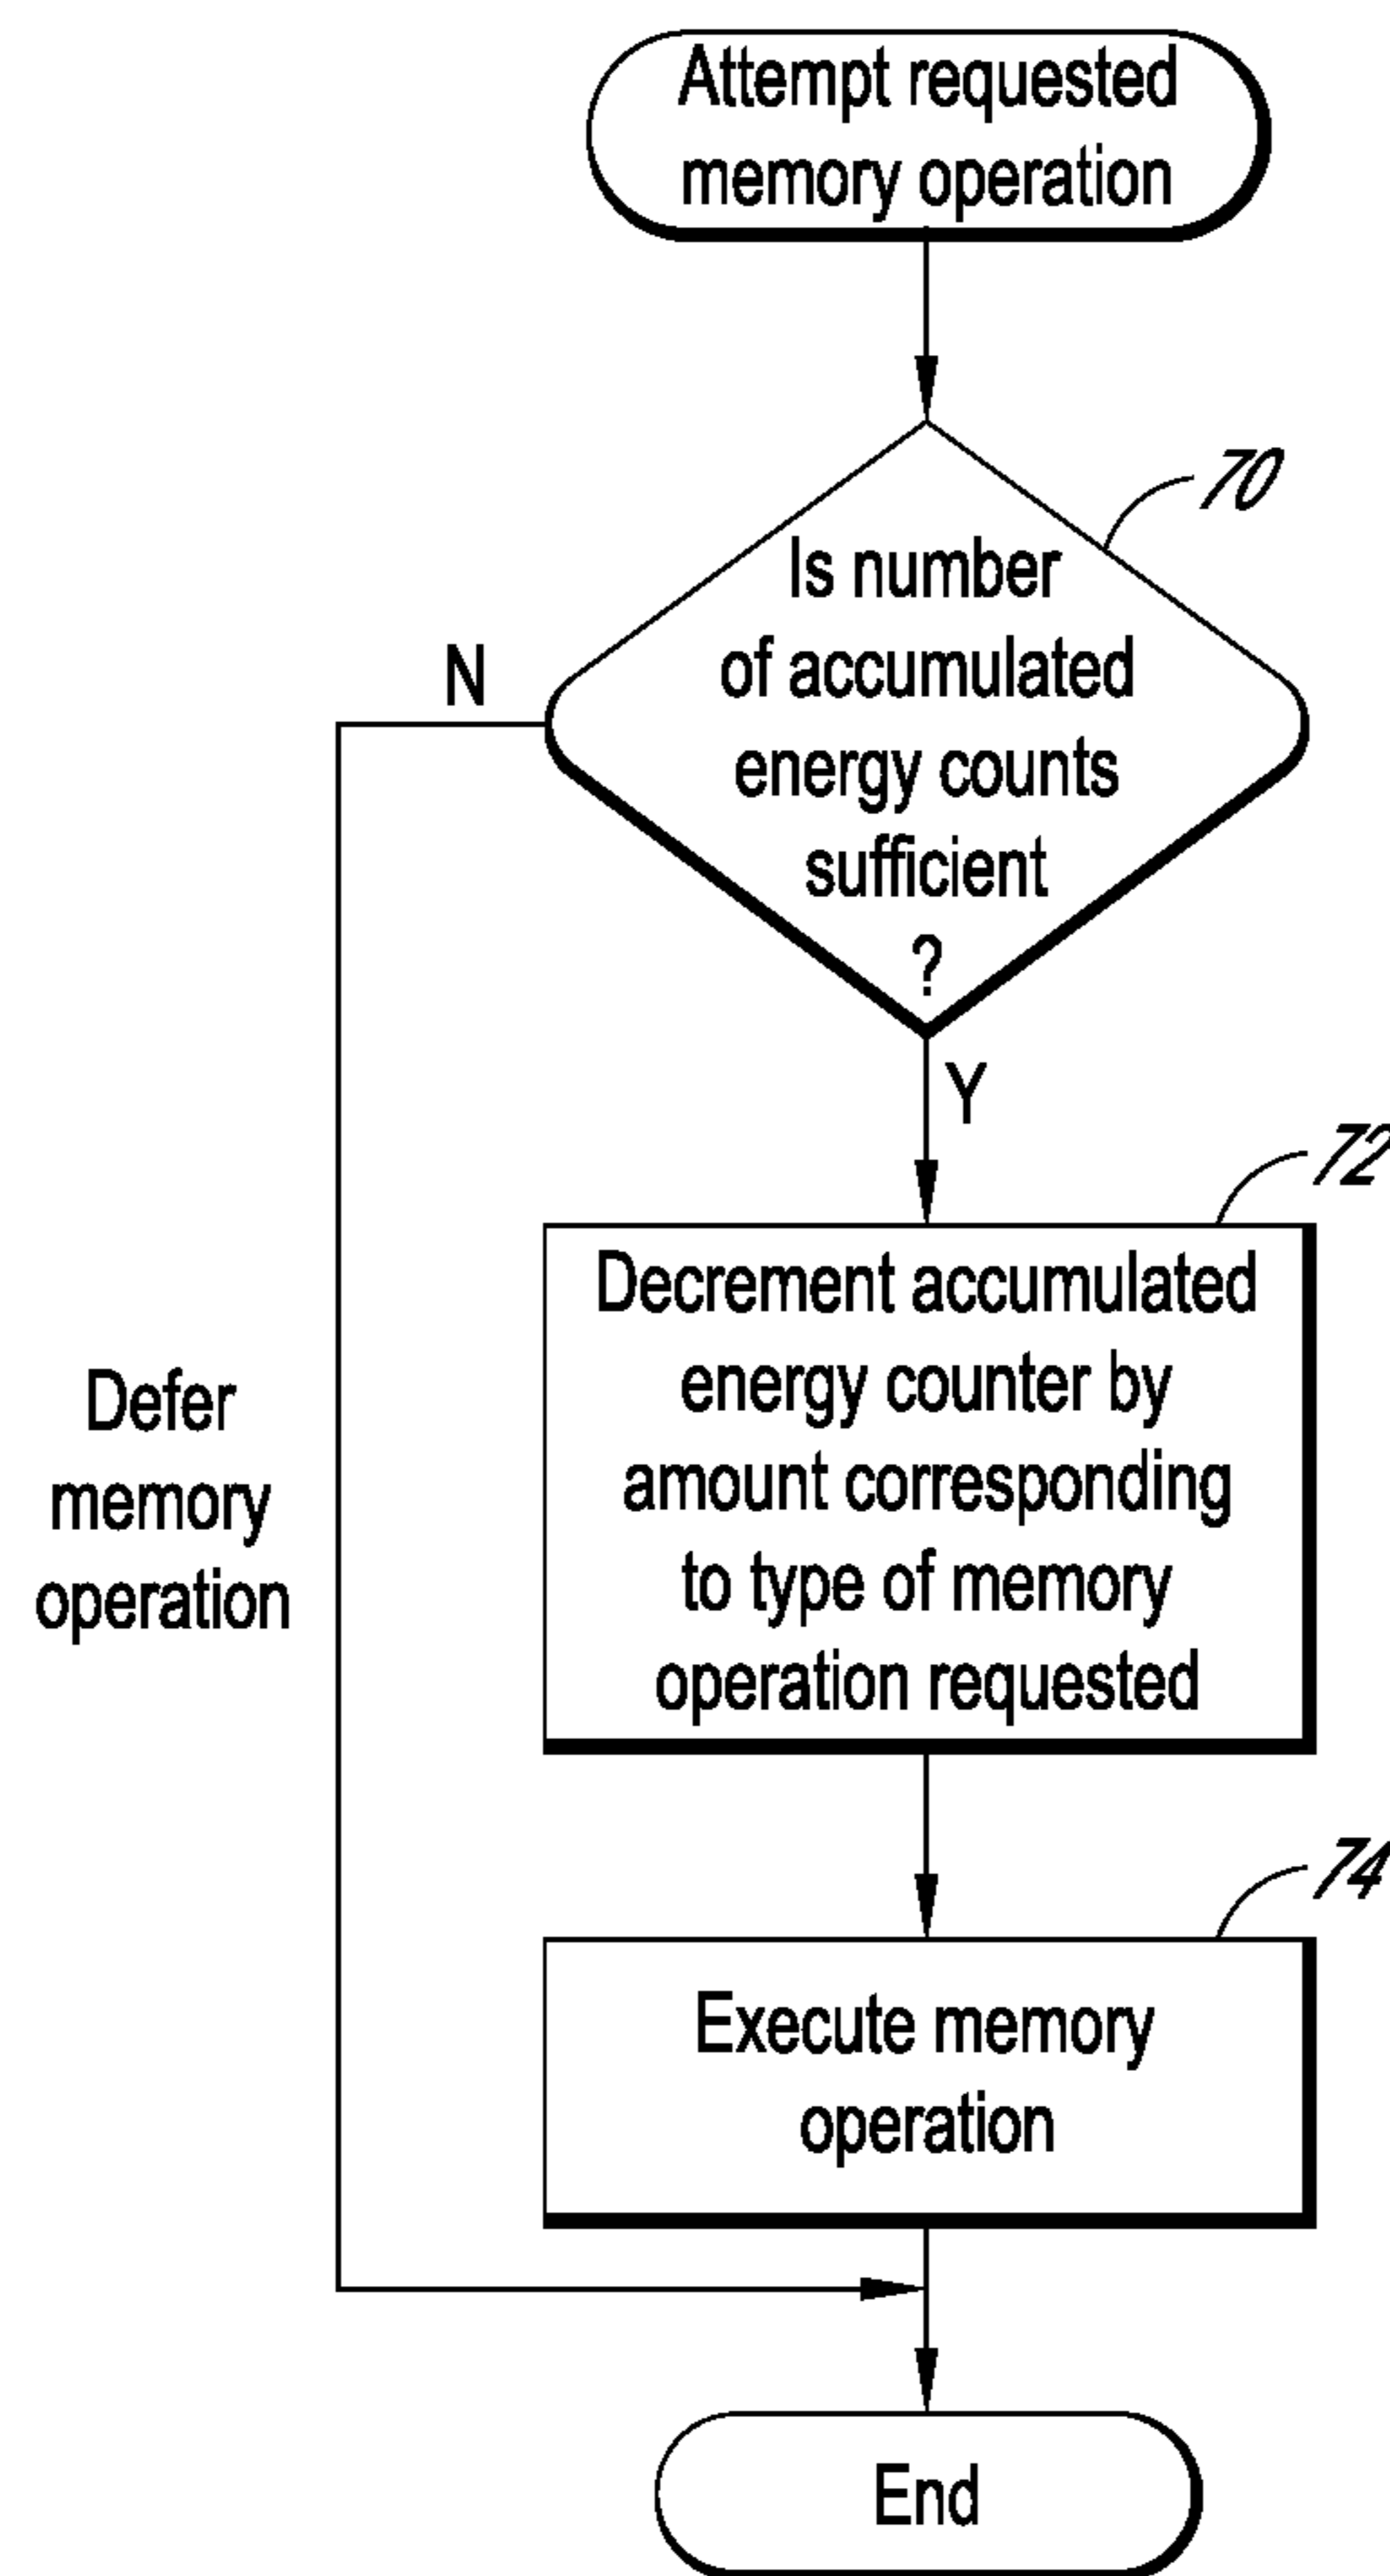 Attempt requested
memory operation
70
Is number
of accumulated
energy counts
sufficient
?
N
Y
72
Decrement accumulated
energy counter by
amount corresponding
to type of memory
operation requested
Defer
memory
operation
74
Execute memory
operation
End